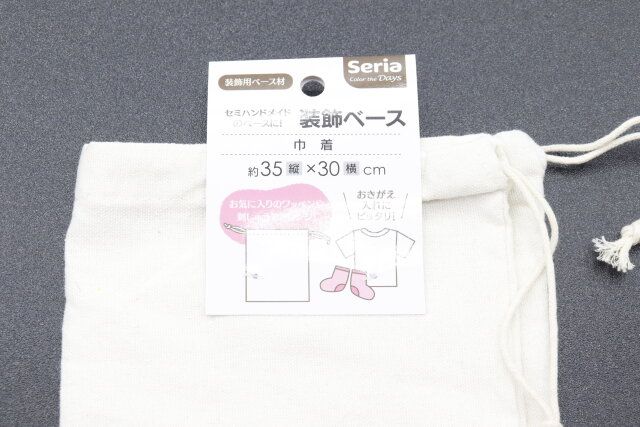 装飾用ベース材
Seria
Color the Days
セミハンドメイド
のベースに!
装飾ベース
巾着
約35縦×30横cm
お気に入りのワッペンや
おきがえ
入れに
ピッタリ!